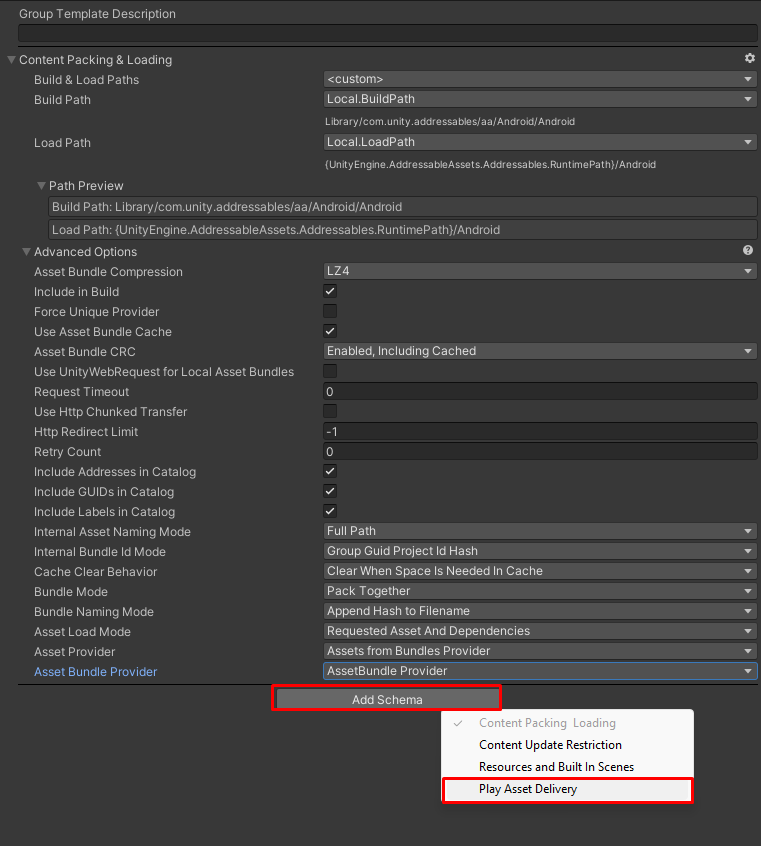 Group Template Description
Content Packing & Loading
Build & Load Paths <custom>
Build Path Local.BuildPath
Library/com.unity.addressables/aa/Android/Android
Load Path Local.LoadPath
{UnityEngine.AddressableAssets.Addressables.RuntimePath}/Android
Path Preview
Build Path: Library/com.unity.addressables/aa/Android/Android
Load Path: {UnityEngine.AddressableAssets.Addressables.RuntimePath}/Android
Advanced Options
Asset Bundle Compression LZ4
Include in Build
Force Unique Provider
Use Asset Bundle Cache
Asset Bundle CRC Enabled, Including Cached
Use UnityWebRequest for Local Asset Bundles
Request Timeout 0
Use Http Chunked Transfer
Http Redirect Limit -1
Retry Count 0
Include Addresses in Catalog
Include GUIDs in Catalog
Include Labels in Catalog
Internal Asset Naming Mode Full Path
Internal Bundle Id Mode Group Guid Project Id Hash
Cache Clear Behavior Clear When Space Is Needed In Cache
Bundle Mode Pack Together
Bundle Naming Mode Append Hash to Filename
Asset Load Mode Requested Asset And Dependencies
Asset Provider Assets from Bundles Provider
Asset Bundle Provider AssetBundle Provider
Add Schema
Content Packing  Loading
Content Update Restriction
Resources and Built In Scenes
Play Asset Delivery